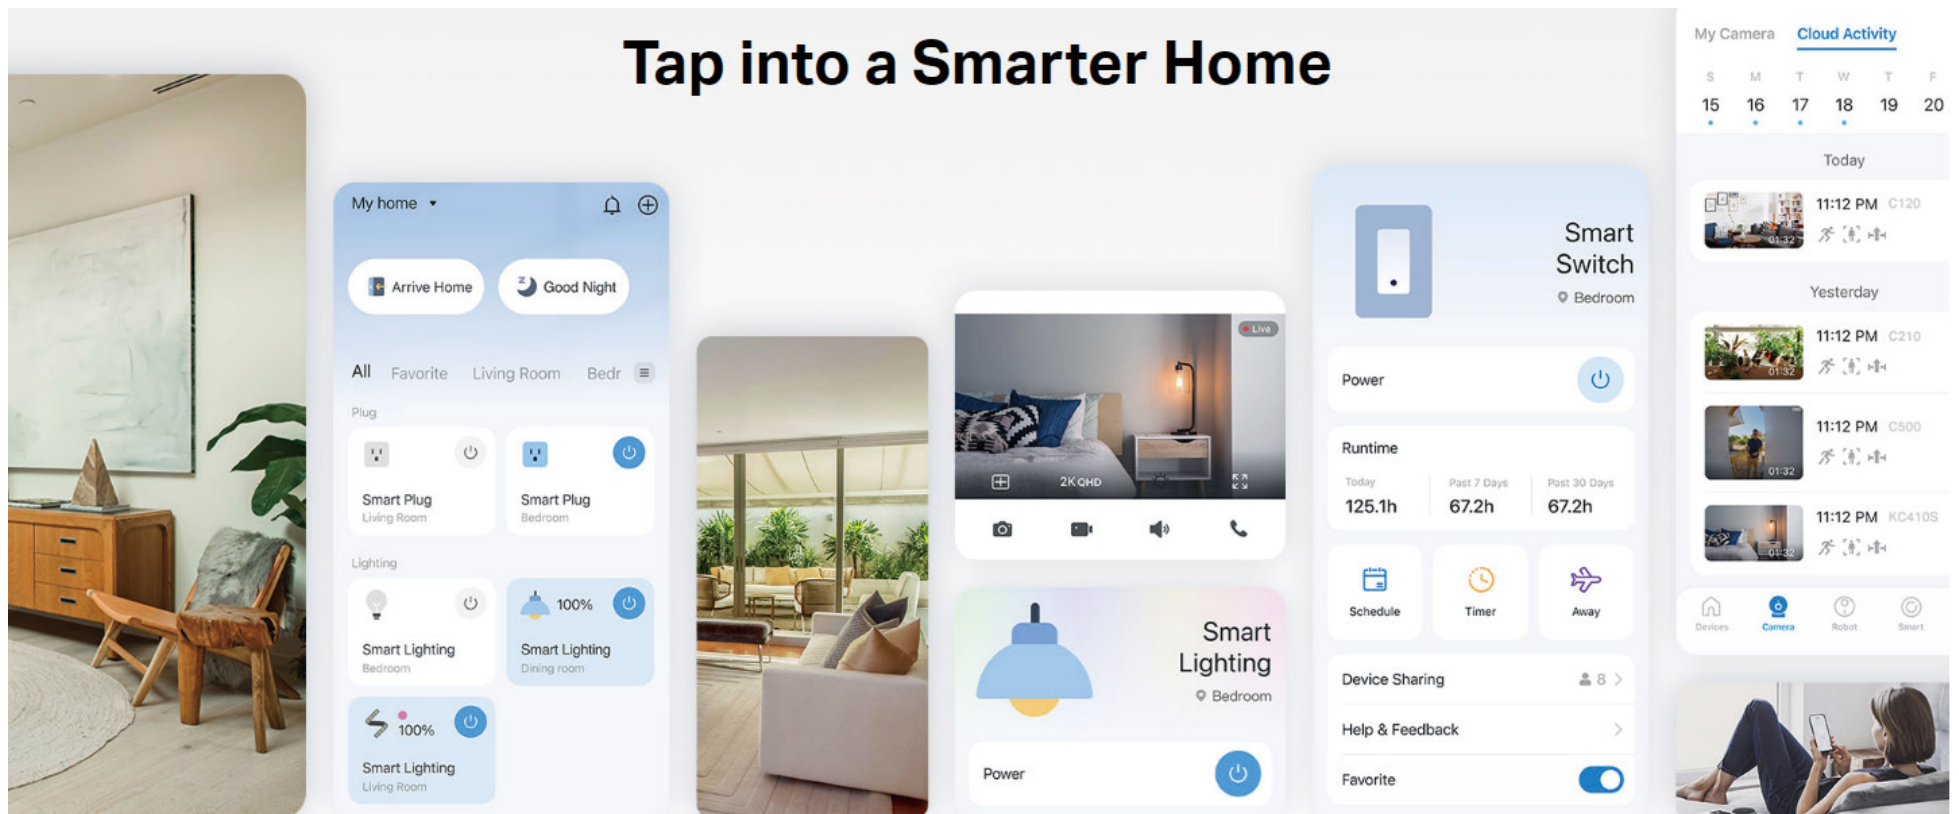 Tap into a Smarter Home
My home
Arrive Home
Good Night
All Favorite Living Room Bedr
Plug
Smart Plug
Living Room
Smart Plug
Bedroom
Lighting
Smart Lighting
Bedroom
100%
Smart Lighting
Dining room
100%
Smart Lighting
Living Room
Live
2K QHD
Smart
Lighting
Bedroom
Power
Smart
Switch
Bedroom
Power
Runtime
Today
125.1h
Past 7 Days
67.2h
Past 30 Days
67.2h
Schedule
Timer
Away
Device Sharing 8
Help & Feedback
Favorite
My Camera Cloud Activity
S M T W T F
15 16 17 18 19 20
Today
11:12 PM C120
01:32
Yesterday
11:12 PM C210
01:32
11:12 PM C500
01:32
11:12 PM KC410S
01:32
Devices Camera Robot Smart